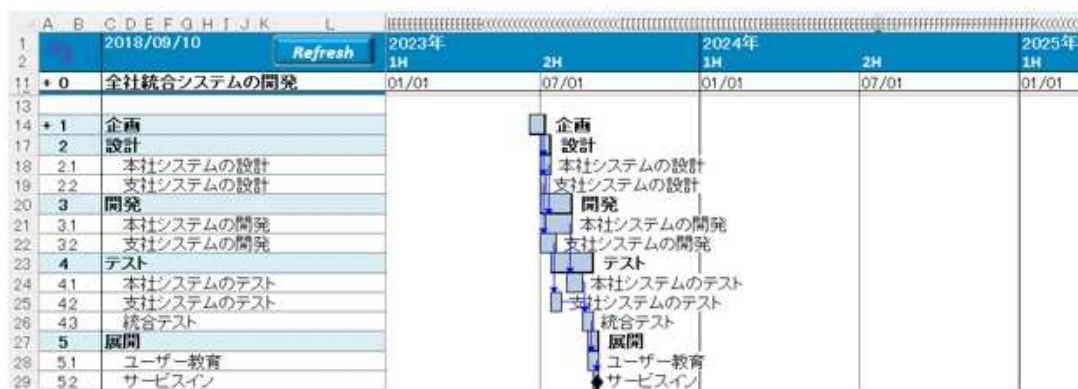 A B C D E F G H I J K L
1 2018/09/10 Refresh 2023年 2024年 2025年
2 1H 2H 1H 2H 1H
11 + 0 全社統合システムの開発 01/01 07/01 01/01 07/01 01/01
13
14 + 1 企画 企画
17 2 設計 設計
18 2.1 本社システムの設計 本社システムの設計
19 2.2 支社システムの設計 支社システムの設計
20 3 開発 開発
21 3.1 本社システムの開発 本社システムの開発
22 3.2 支社システムの開発 支社システムの開発
23 4 テスト テスト
24 4.1 本社システムのテスト 本社システムのテスト
25 4.2 支社システムのテスト 支社システムのテスト
26 4.3 統合テスト 統合テスト
27 5 展開 展開
28 5.1 ユーザー教育 ユーザー教育
29 5.2 サービスイン サービスイン